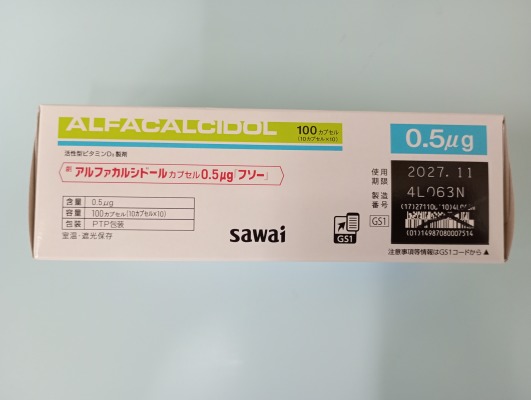 ALFACALCIDOL 100カプセル
(10カプセル×10)
0.5μg
活性型ビタミンD₃製剤
劇 アルファカルシドールカプセル0.5μg「フソー」
使用期限 2027.11
製造番号 4L063N
含量 0.5μg
容量 100カプセル(10カプセル×10)
包装 PTP包装
室温・遮光保存
sawai
GS1
GS1
(01)14987080007514
注意事項等情報はGS1コードから▲